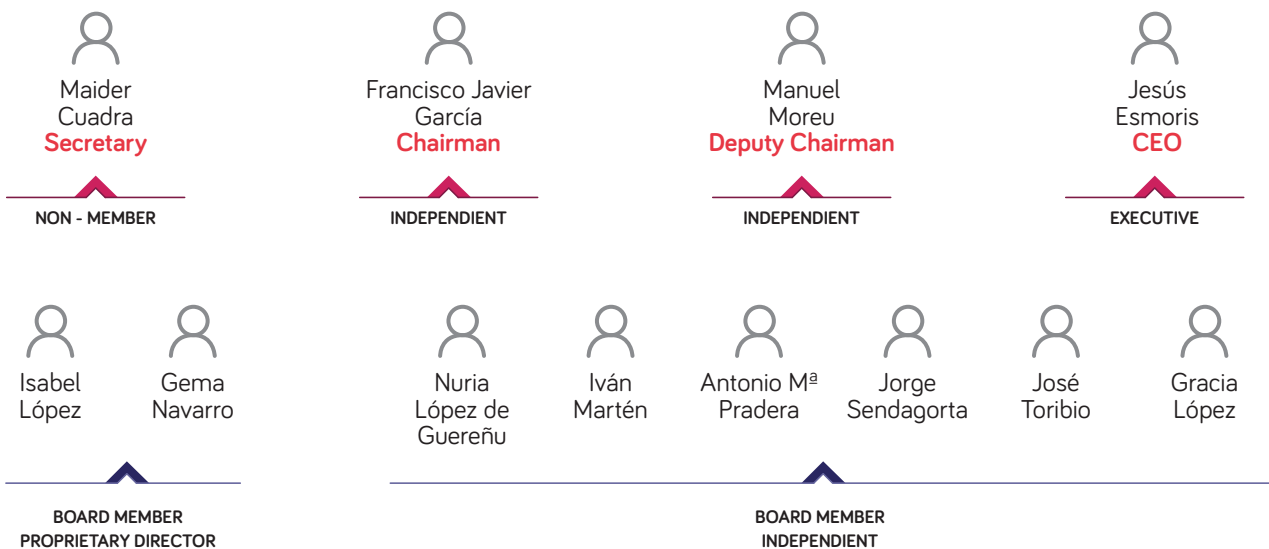 Maider
Cuadra
Secretary
NON - MEMBER
Francisco Javier
García
Chairman
INDEPENDIENT
Manuel
Moreu
Deputy Chairman
INDEPENDIENT
Jesús
Esmoris
CEO
EXECUTIVE
Isabel
López
Gema
Navarro
BOARD MEMBER
PROPRIETARY DIRECTOR
Nuria
López de
Guereñu
Iván
Martén
Antonio Mª
Pradera
Jorge
Sendagorta
José
Toribio
Gracia
López
BOARD MEMBER
INDEPENDIENT